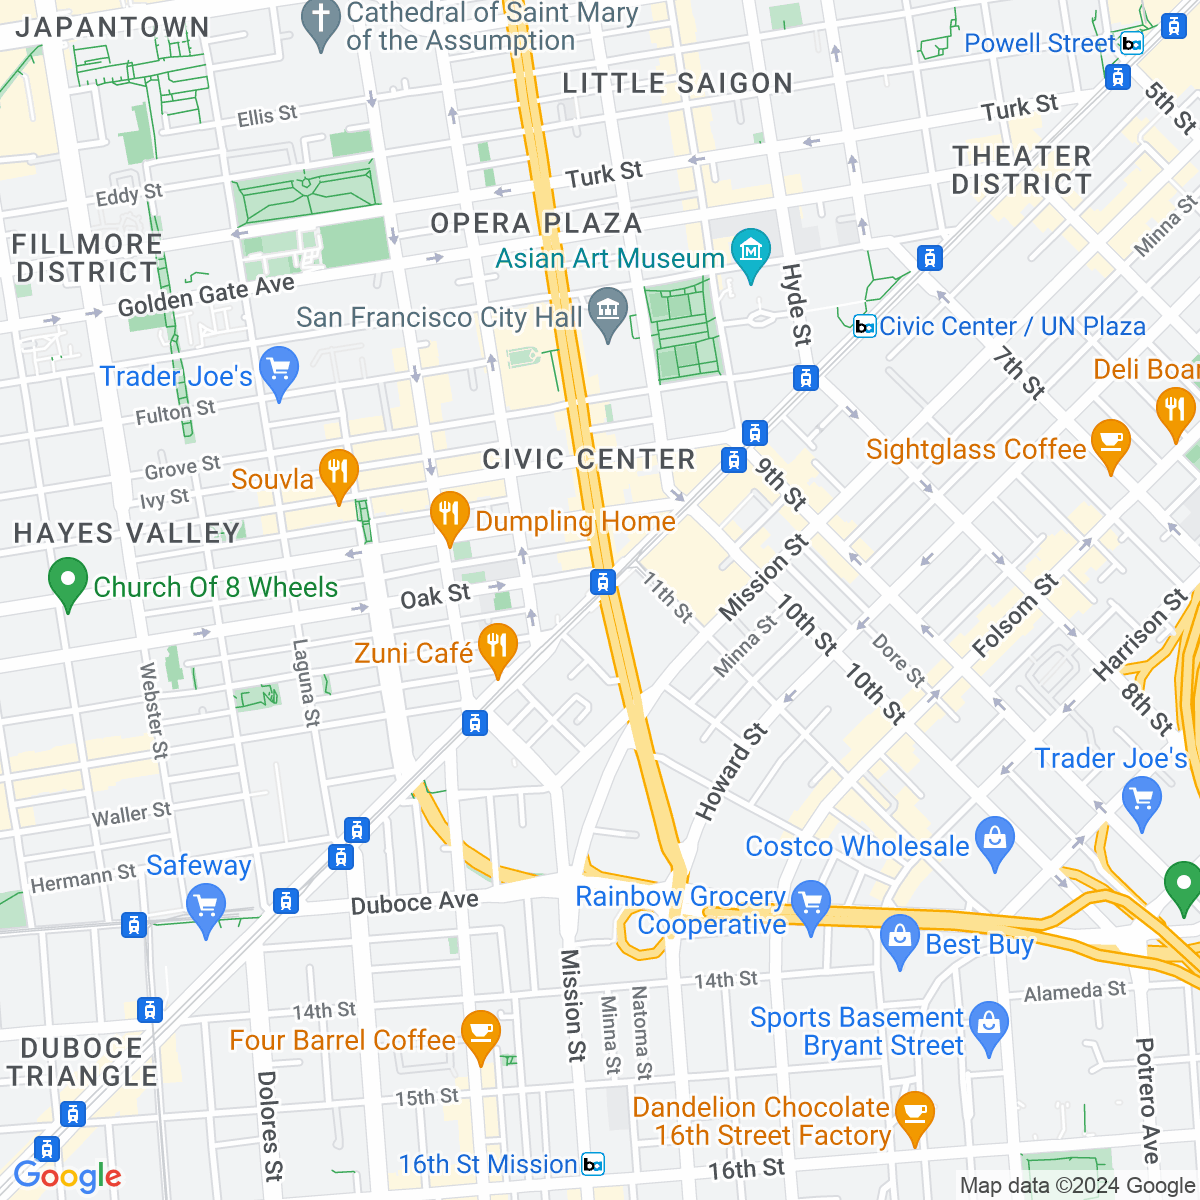 JAPANTOWN
Cathedral of Saint Mary
of the Assumption
Powell Street
LITTLE SAIGON
5th St
Turk St
Ellis St
THEATER
DISTRICT
Turk St
Eddy St
Minna St
OPERA PLAZA
FILLMORE
DISTRICT
Asian Art Museum
Hyde St
Golden Gate Ave
San Francisco City Hall
Civic Center / UN Plaza
7th St
Trader Joe's
Deli Boar
Fulton St
Sightglass Coffee
CIVIC CENTER
Grove St
Souvla
9th St
Ivy St
HAYES VALLEY
Dumpling Home
Mission St
Church Of 8 Wheels
Oak St
11th St
10th St
Folsom St
Harrison St
Minna St
Dore St
Zuni Café
Laguna St
Webster St
10th St
8th St
Howard St
Trader Joe's
Waller St
Costco Wholesale
Hermann St
Safeway
Duboce Ave
Rainbow Grocery
Cooperative
Best Buy
Mission St
14th St
Alameda St
14th St
Minna St
Natoma St
Sports Basement
Bryant Street
Four Barrel Coffee
DUBOCE
TRIANGLE
Dolores St
15th St
Potrero Ave
Dandelion Chocolate
16th Street Factory
16th St Mission
16th St
Google
Map data ©2024 Google